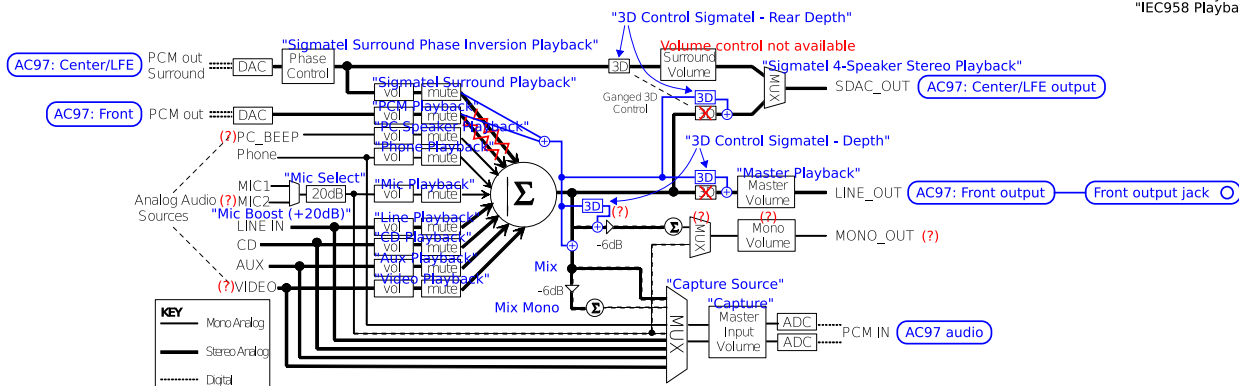 "IEC958 Playba
"3D Control Sigmatel - Rear Depth"
"Sigmatel Surround Phase Inversion Playback"
Volume control not available
AC97: Center/LFE
PCM out
Surround
DAC
Phase
Control
3D
Surround
Volume
"Sigmatel 4-Speaker Stereo Playback"
"Sigmatel Surround Playback"
vol
mute
Ganged 3D
Control
3D
3D
MUX
SDAC_OUT
AC97: Center/LFE output
AC97: Front
PCM out
DAC
"PCM Playback"
vol
mute
(?)
PC_BEEP
"PC Speaker Playback"
vol
mute
"3D Control Sigmatel - Depth"
Phone
"Phone Playback"
vol
mute
MIC1
MIC2
(?)
"Mic Select"
20dB
"Mic Playback"
vol
mute
Σ
3D
3D
"Master Playback"
Master
Volume
LINE_OUT
AC97: Front output
Front output jack
Analog Audio
Sources
"Mic Boost (+20dB)"
LINE IN
"Line Playback"
vol
mute
3D
(?)
-6dB
Σ
(?)
MUX
(?)
Mono
Volume
MONO_OUT
(?)
CD
"CD Playback"
vol
mute
AUX
"Aux Playback"
vol
mute
Mix
(?)
VIDEO
"Video Playback"
vol
mute
-6dB
Mix Mono
Σ
"Capture Source"
MUX
"Capture"
Master
Input
Volume
ADC
ADC
PCM IN
AC97 audio
KEY
Mono Analog
Stereo Analog
Digital